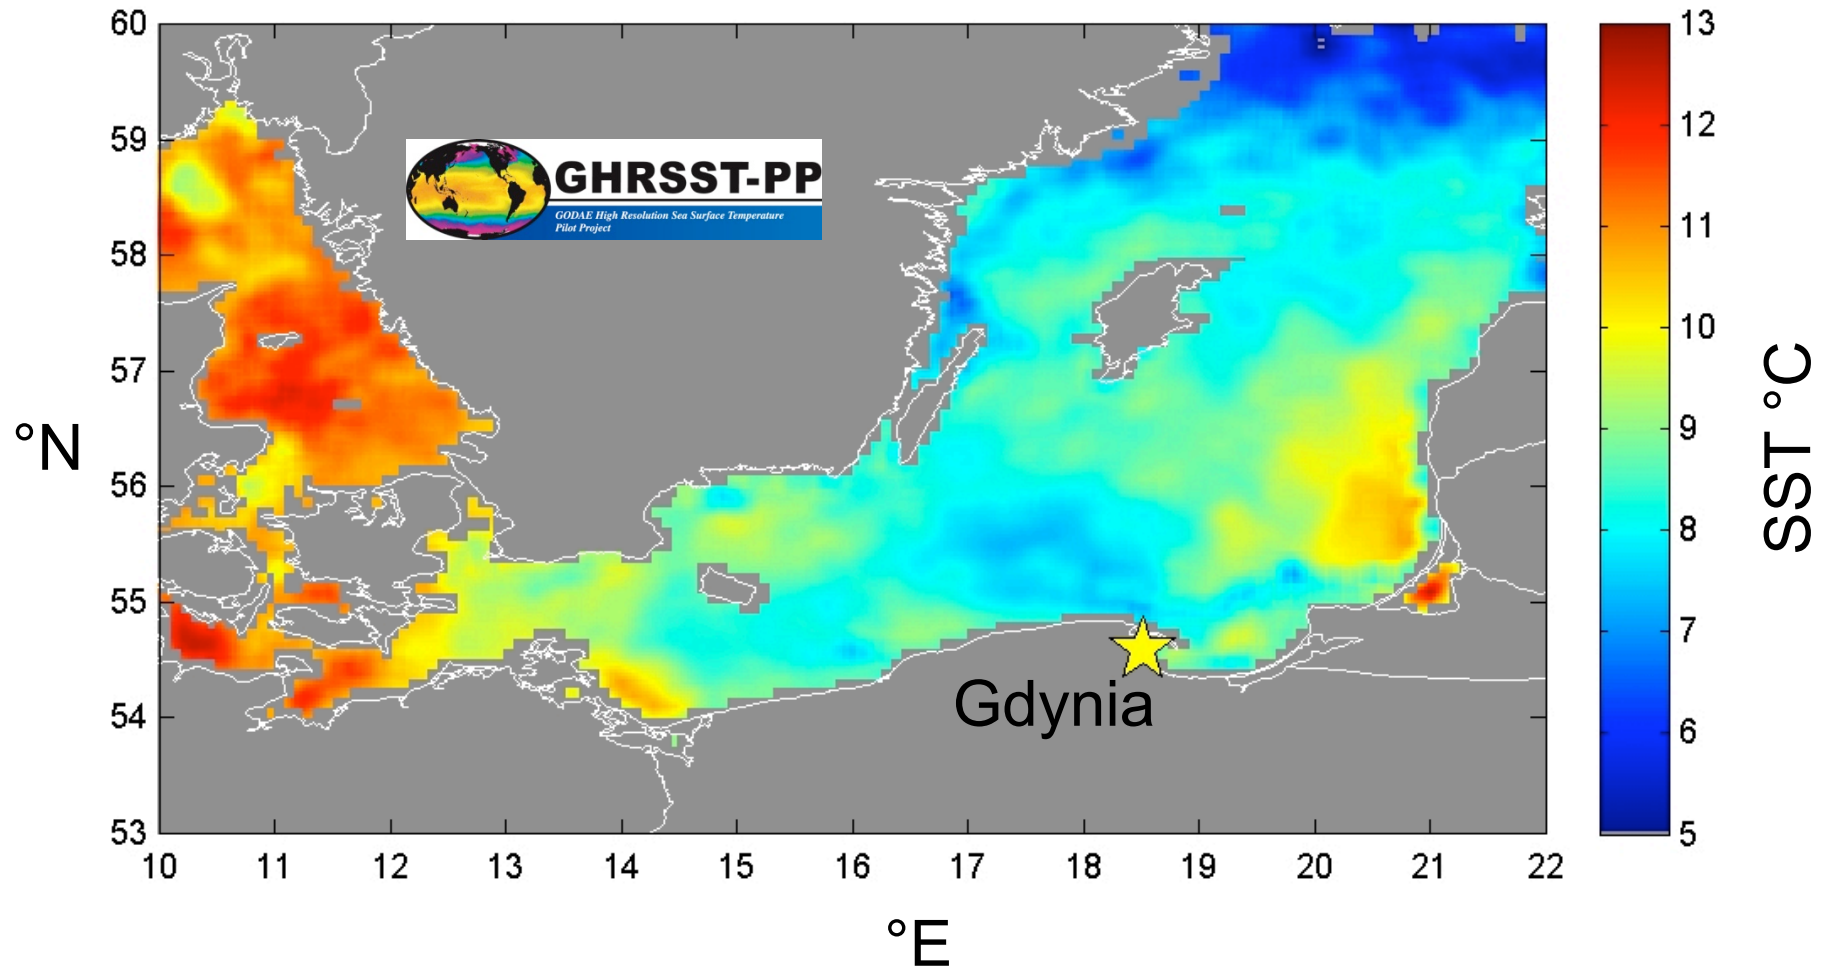 60
59
58
57
56
55
54
53
°N
10 11 12 13 14 15 16 17 18 19 20 21 22
°E
GHRSST-PP
GODAE High Resolution Sea Surface Temperature
Pilot Project
Gdynia
13
12
11
10
9
8
7
6
5
SST °C